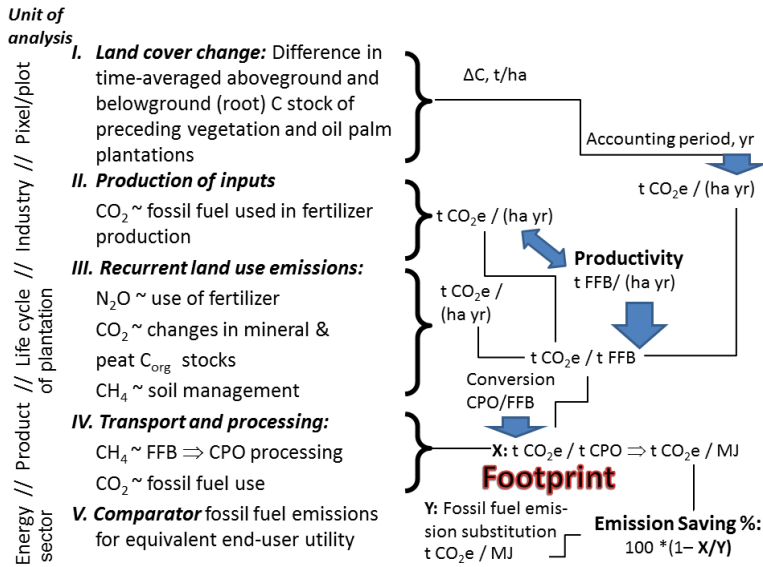 Unit of
analysis
I. Land cover change: Difference in
time-averaged aboveground and
belowground (root) C stock of
preceding vegetation and oil palm
plantations
II. Production of inputs
CO2 ~ fossil fuel used in fertilizer
production
III. Recurrent land use emissions:
N2O ~ use of fertilizer
CO2 ~ changes in mineral &
peat Corg stocks
CH4 ~ soil management
IV. Transport and processing:
CH4 ~ FFB ⇒ CPO processing
CO2 ~ fossil fuel use
V. Comparator fossil fuel emissions
for equivalent end-user utility
Energy // Product // Life cycle // Industry // Pixel/plot
sector
of plantation
ΔC, t/ha
Accounting period, yr
t CO2e / (ha yr)
t CO2e / (ha yr)
Productivity
t FFB/ (ha yr)
t CO2e /
(ha yr)
t CO2e / t FFB
Conversion
CPO/FFB
X: t CO2e / t CPO ⇒ t CO2e / MJ
Footprint
Y: Fossil fuel emis-
sion substitution
t CO2e / MJ
Emission Saving %:
100 *(1– X/Y)